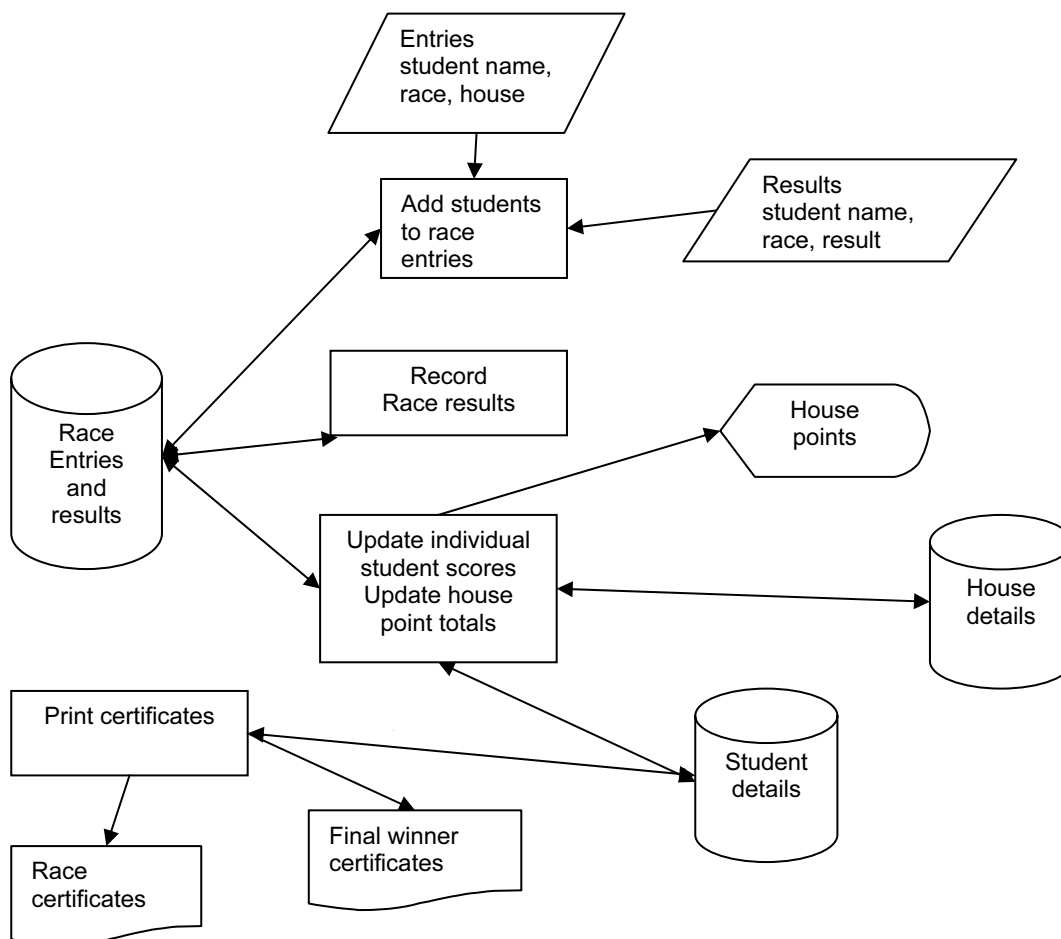 Entries
student name,
race, house
Results
student name,
race, result
Add students
to race
entries
Race
Entries
and
results
Record
Race results
House
points
Update individual
student scores
Update house
point totals
House
details
Print certificates
Student
details
Final winner
certificates
Race
certificates